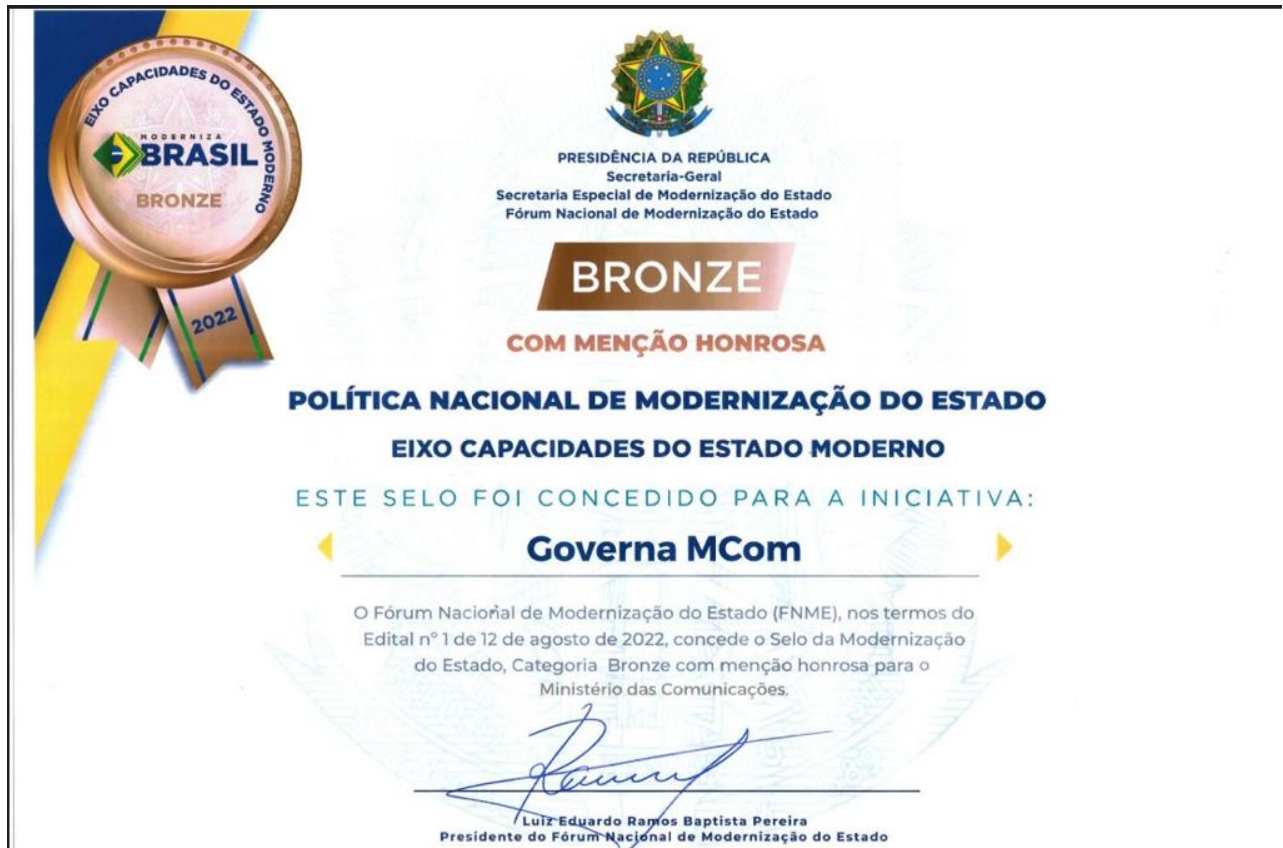 EIXO CAPACIDADES DO ESTADO MODERNO
MODERNIZA
BRASIL
BRONZE
2022
PRESIDÊNCIA DA REPÚBLICA
Secretaria-Geral
Secretaria Especial de Modernização do Estado
Fórum Nacional de Modernização do Estado
BRONZE
COM MENÇÃO HONROSA
POLÍTICA NACIONAL DE MODERNIZAÇÃO DO ESTADO
EIXO CAPACIDADES DO ESTADO MODERNO
ESTE SELO FOI CONCEDIDO PARA A INICIATIVA:
Governa MCom
O Fórum Nacional de Modernização do Estado (FNME), nos termos do
Edital nº 1 de 12 de agosto de 2022, concede o Selo da Modernização
do Estado, Categoria Bronze com menção honrosa para o
Ministério das Comunicações.
Luiz Eduardo Ramos Baptista Pereira
Presidente do Fórum Nacional de Modernização do Estado